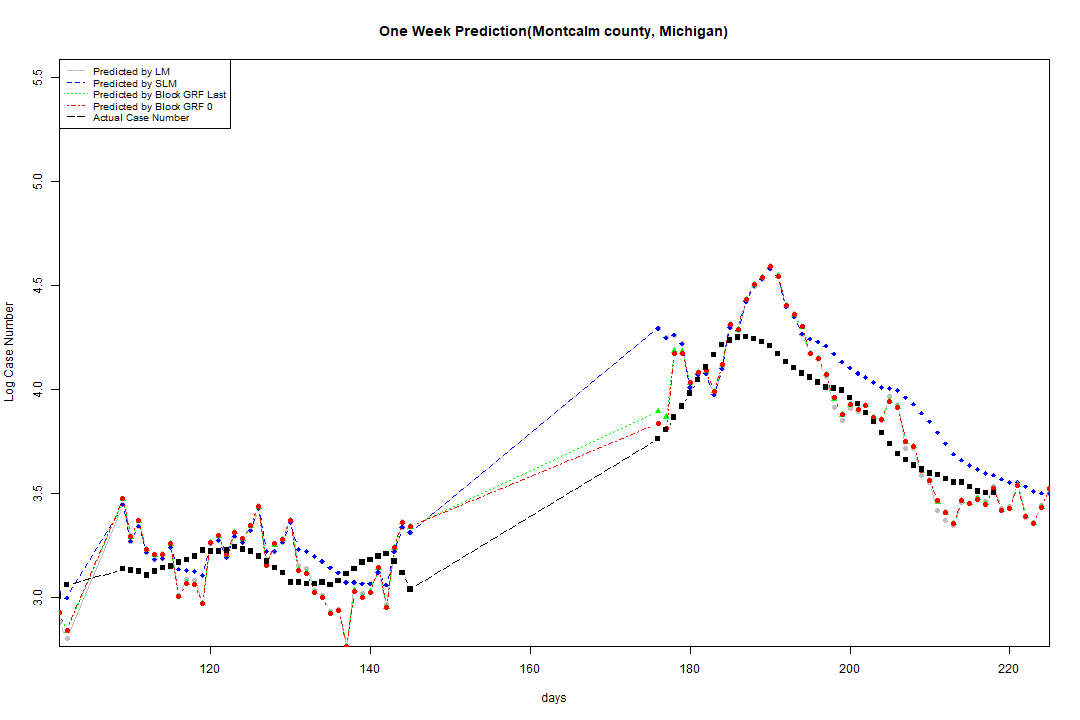 One Week Prediction(Montcalm county, Michigan)
Predicted by LM
Predicted by SLM
Predicted by Block GRF Last
Predicted by Block GRF 0
Actual Case Number
5.5
5.0
4.5
4.0
3.5
3.0
Log Case Number
120
140
160
180
200
220
days